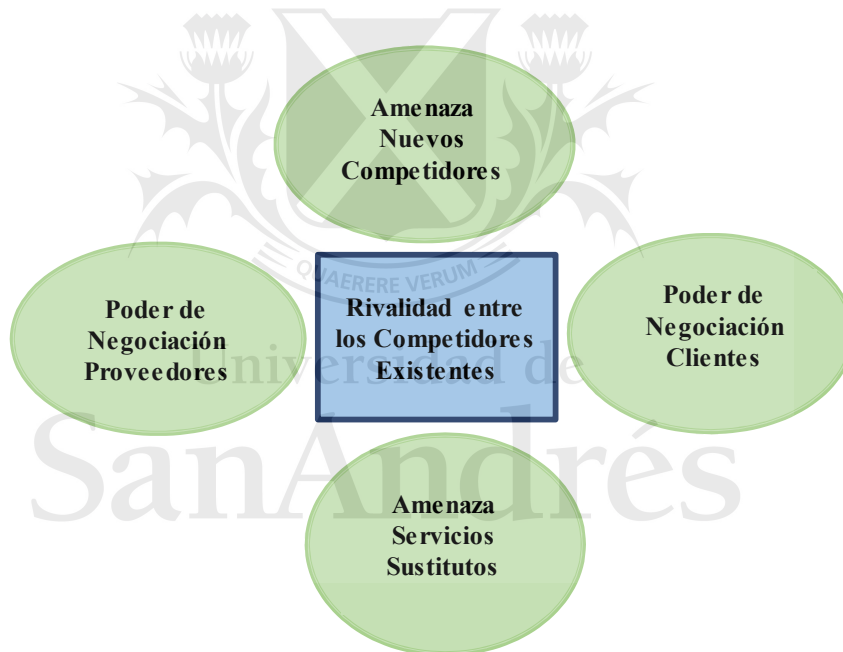 Amenaza
Nuevos
Competidores
QUAERERE VERUM
Poder de
Negociación
Proveedores
Rivalidad entre
los Competidores
Existentes
Poder de
Negociación
Clientes
Universidad de
SanAndrés
Amenaza
Servicios
Sustitutos